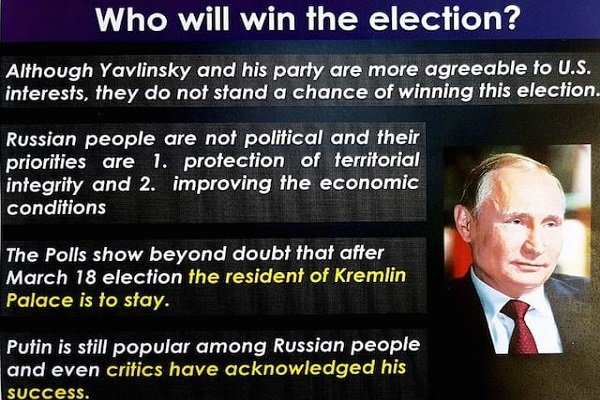 Who will win the election?
Although Yavlinsky and his party are more agreeable to U.S.
interests, they do not stand a chance of winning this election.
Russian people are not political and their
priorities are 1. protection of territorial
integrity and 2. improving the economic
conditions
The Polls show beyond doubt that after
March 18 election the resident of Kremlin
Palace is to stay.
Putin is still popular among Russian people
and even critics have acknowledged his
success.